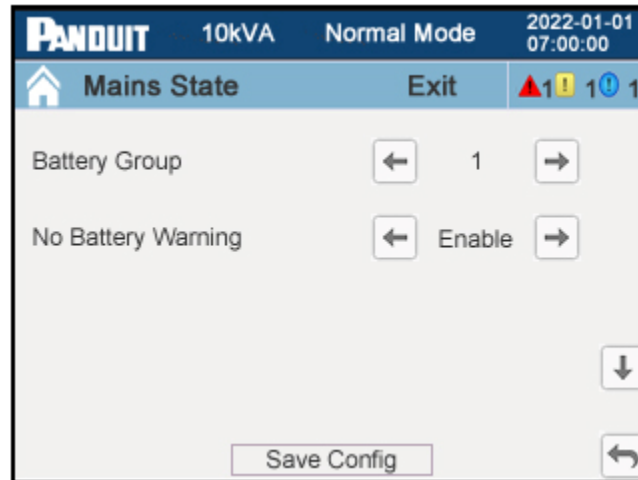 PANDUIT 10kVA Normal Mode 2022-01-01
07:00:00
Mains State Exit 1 ! 1 ! 1
Battery Group 1
No Battery Warning Enable
Save Config